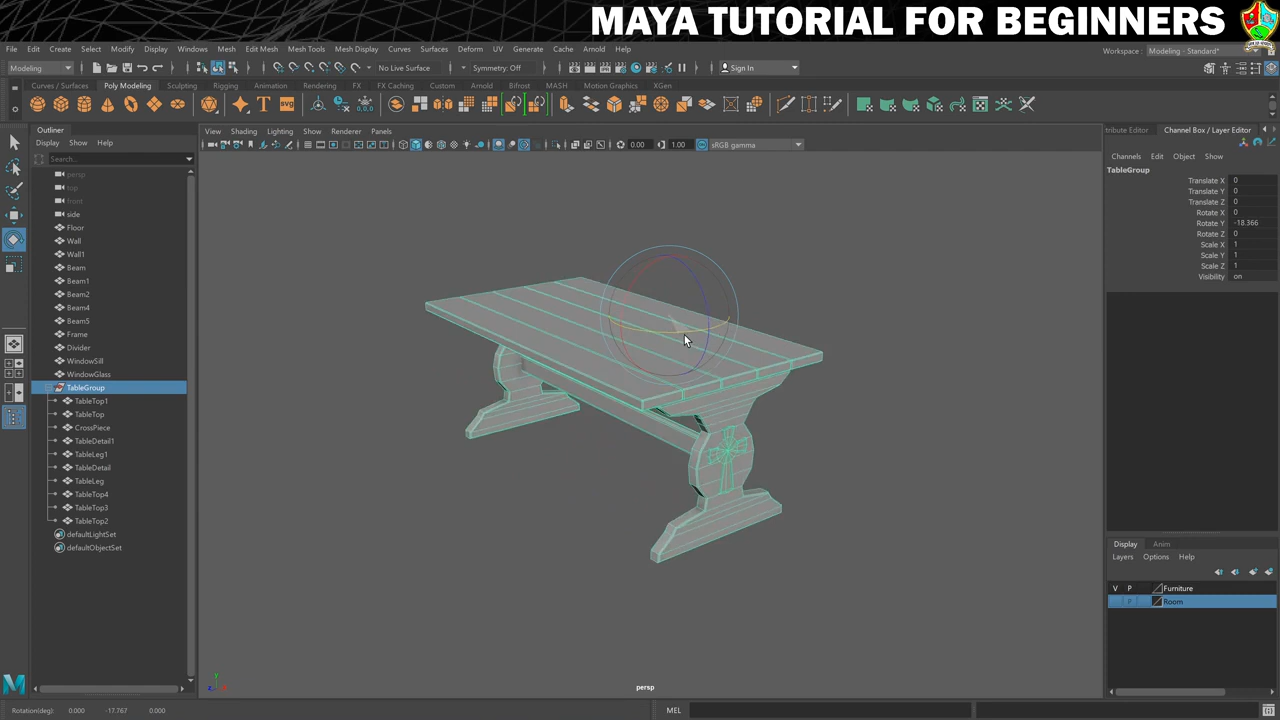 MAYA TUTORIAL FOR BEGINNERS
File Edit Create Select Modify Display Windows Mesh Edit Mesh Mesh Tools Mesh Display Curves Surfaces Deform UV Generate Cache Arnold Help
Workspace : Modeling - Standard*
Modeling No Live Surface Symmetry: Off Sign In
Curves / Surfaces Poly Modeling Sculpting Rigging Animation Rendering FX FX Caching Custom Arnold Bifrost MASH Motion Graphics XGen
Outliner
Display Show Help
Search...
persp
top
front
side
Floor
Wall
Wall1
Beam
Beam1
Beam2
Beam4
Beam5
Frame
Divider
WindowSill
WindowGlass
TableGroup
TableTop1
TableTop
CrossPiece
TableDetail1
TableLeg1
TableDetail
TableLeg
TableTop4
TableTop3
TableTop2
defaultLightSet
defaultObjectSet
View Shading Lighting Show Renderer Panels
0.00 1.00 sRGB gamma
persp
tribute Editor Channel Box / Layer Editor
Channels Edit Object Show
TableGroup
Translate X 0
Translate Y 0
Translate Z 0
Rotate X 0
Rotate Y -18.366
Rotate Z 0
Scale X 1
Scale Y 1
Scale Z 1
Visibility on
Display Anim
Layers Options Help
V P Furniture
P Room
Rotation(deg): 0.000 -17.767 0.000
MEL